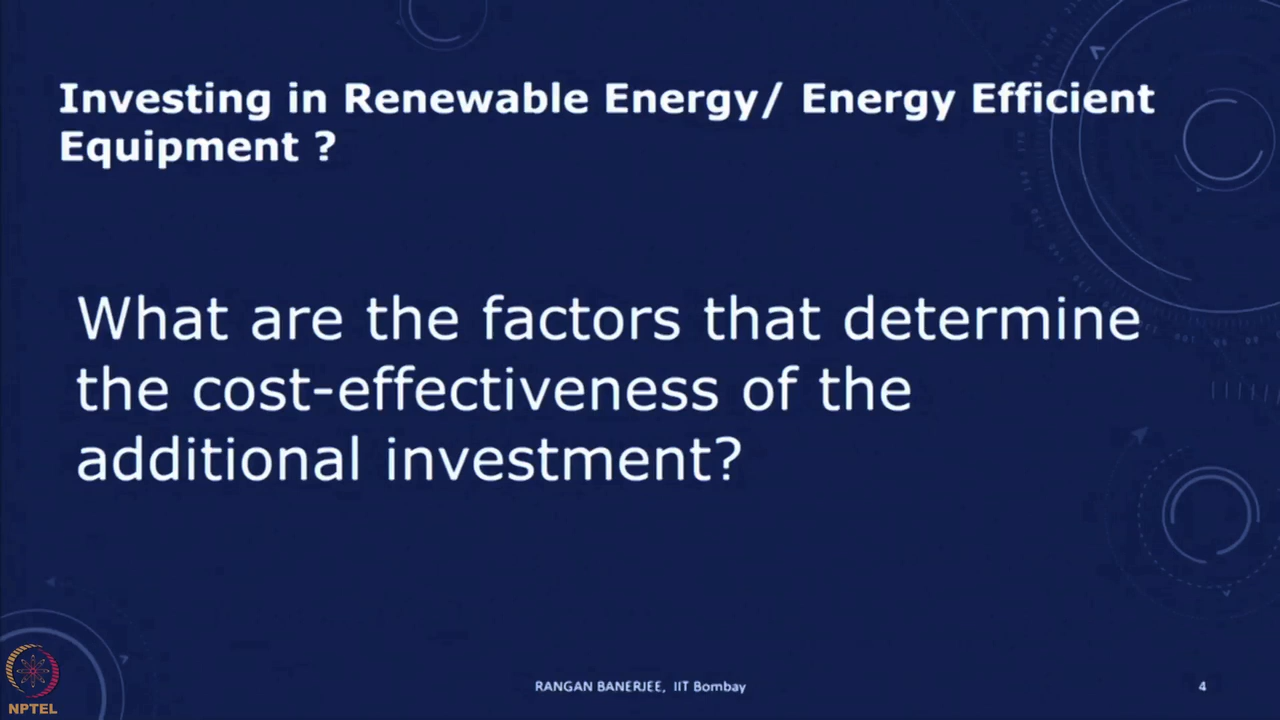 Investing in Renewable Energy/ Energy Efficient
Equipment ?
What are the factors that determine
the cost-effectiveness of the
additional investment?
RANGAN BANERJEE, IIT Bombay
4
NPTEL